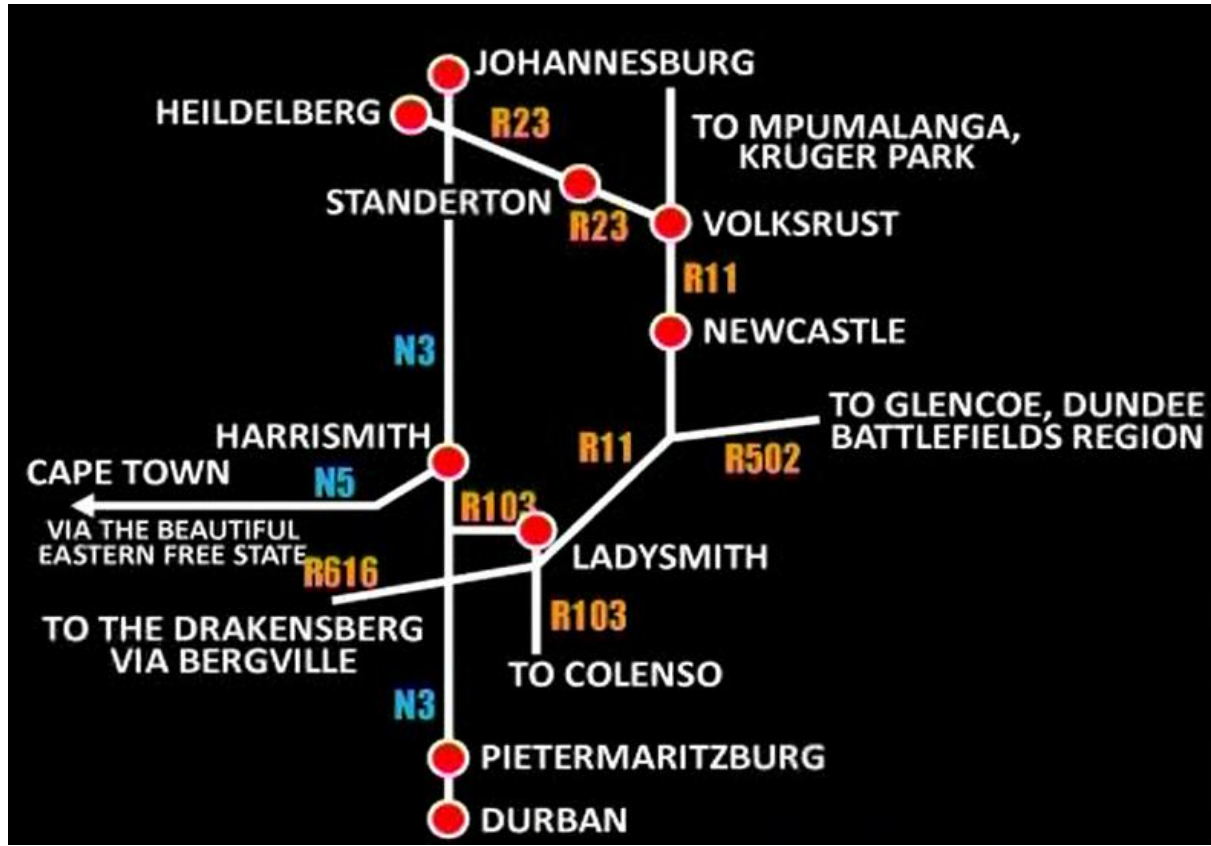 JOHANNESBURG
HEILDELBERG
R23
TO MPUMALANGA,
KRUGER PARK
STANDERTON
R23
VOLKSRUST
R11
NEWCASTLE
N3
TO GLENCOE, DUNDEE
BATTLEFIELDS REGION
HARRISMITH
R11
R502
CAPE TOWN
N5
VIA THE BEAUTIFUL
EASTERN FREE STATE
R103
LADYSMITH
R616
TO THE DRAKENSBERG
VIA BERGVILLE
R103
TO COLENSO
N3
PIETERMARITZBURG
DURBAN